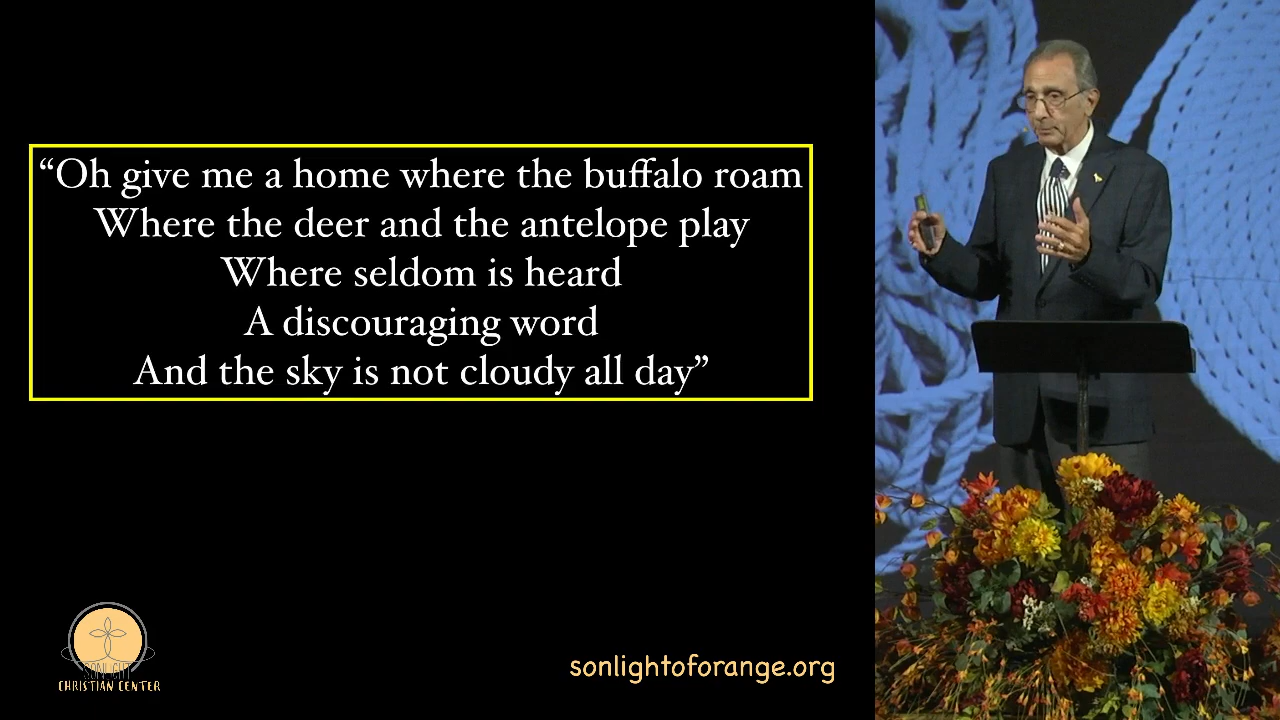 “Oh give me a home where the buffalo roam
Where the deer and the antelope play
Where seldom is heard
A discouraging word
And the sky is not cloudy all day”
SONLIGHT
CHRISTIAN CENTER
sonlightoforange.org